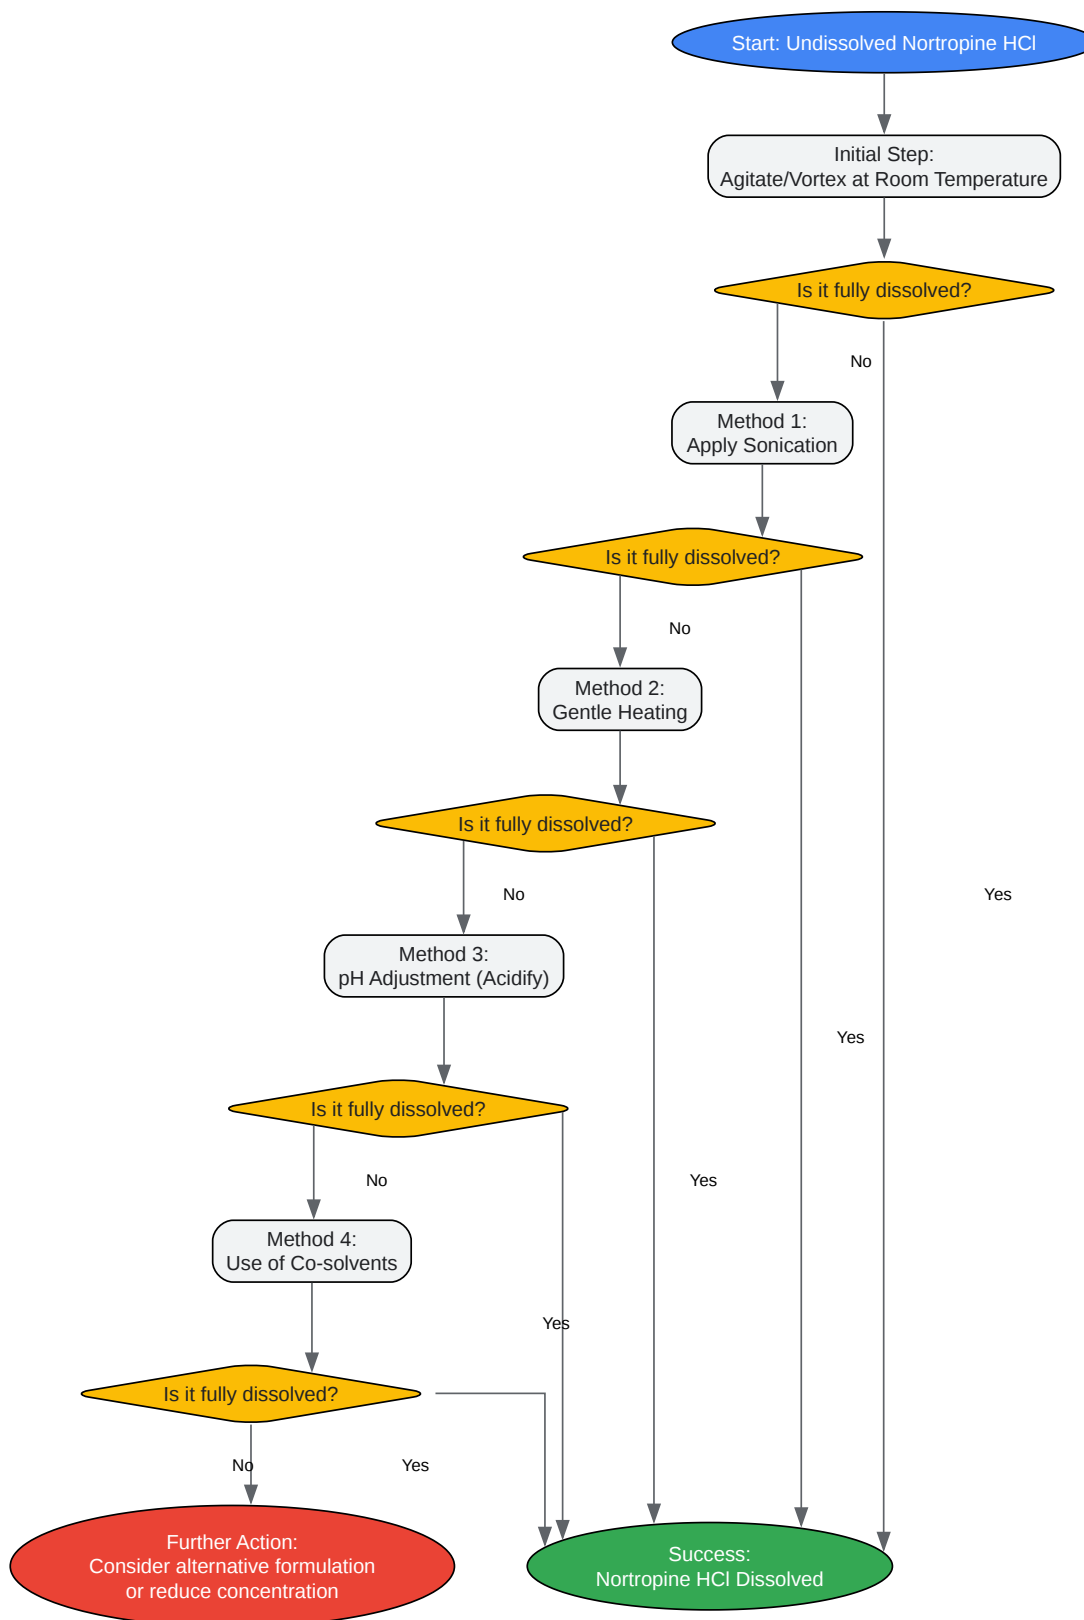 Start: Undissolved Nortropine HCl
Initial Step:
Agitate/Vortex at Room Temperature
Is it fully dissolved?
No
Method 1:
Apply Sonication
Is it fully dissolved?
No
Method 2:
Gentle Heating
Is it fully dissolved?
No
Yes
Method 3:
pH Adjustment (Acidify)
Yes
Is it fully dissolved?
No
Yes
Method 4:
Use of Co-solvents
Yes
Is it fully dissolved?
No
Yes
Further Action:
Consider alternative formulation
or reduce concentration
Success:
Nortropine HCl Dissolved